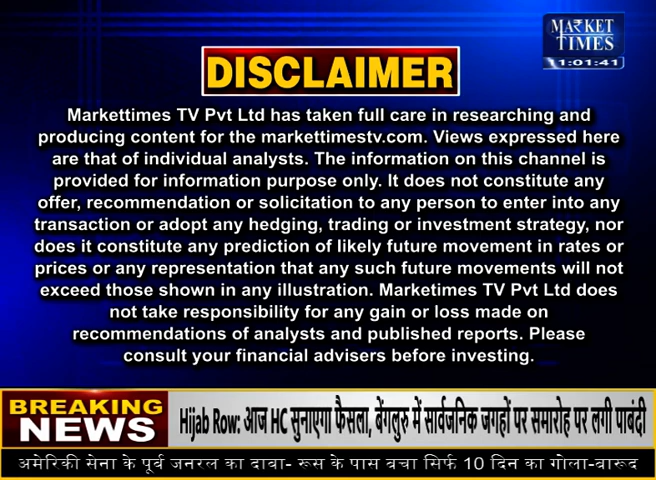 MARKET
TIMES
1:01:41
DISCLAIMER
Markettimes TV Pvt Ltd has taken full care in researching and
producing content for the markettimestv.com. Views expressed here
are that of individual analysts. The information on this channel is
provided for information purpose only. It does not constitute any
offer, recommendation or solicitation to any person to enter into any
transaction or adopt any hedging, trading or investment strategy, nor
does it constitute any prediction of likely future movement in rates or
prices or any representation that any such future movements will not
exceed those shown in any illustration. Marketimes TV Pvt Ltd does
not take responsibility for any gain or loss made on
recommendations of analysts and published reports. Please
consult your financial advisers before investing.
BREAKING
NEWS
Hijab Row: आज HC सुनाएगा फैसला, बेंगलुरु में सार्वजनिक जगहों पर समारोह पर लगी पाबंदी
अमेरिकी सेना के पूर्व जनरल का दावा- रूस के पास बचा सिर्फ 10 दिन का गोला-बारूद